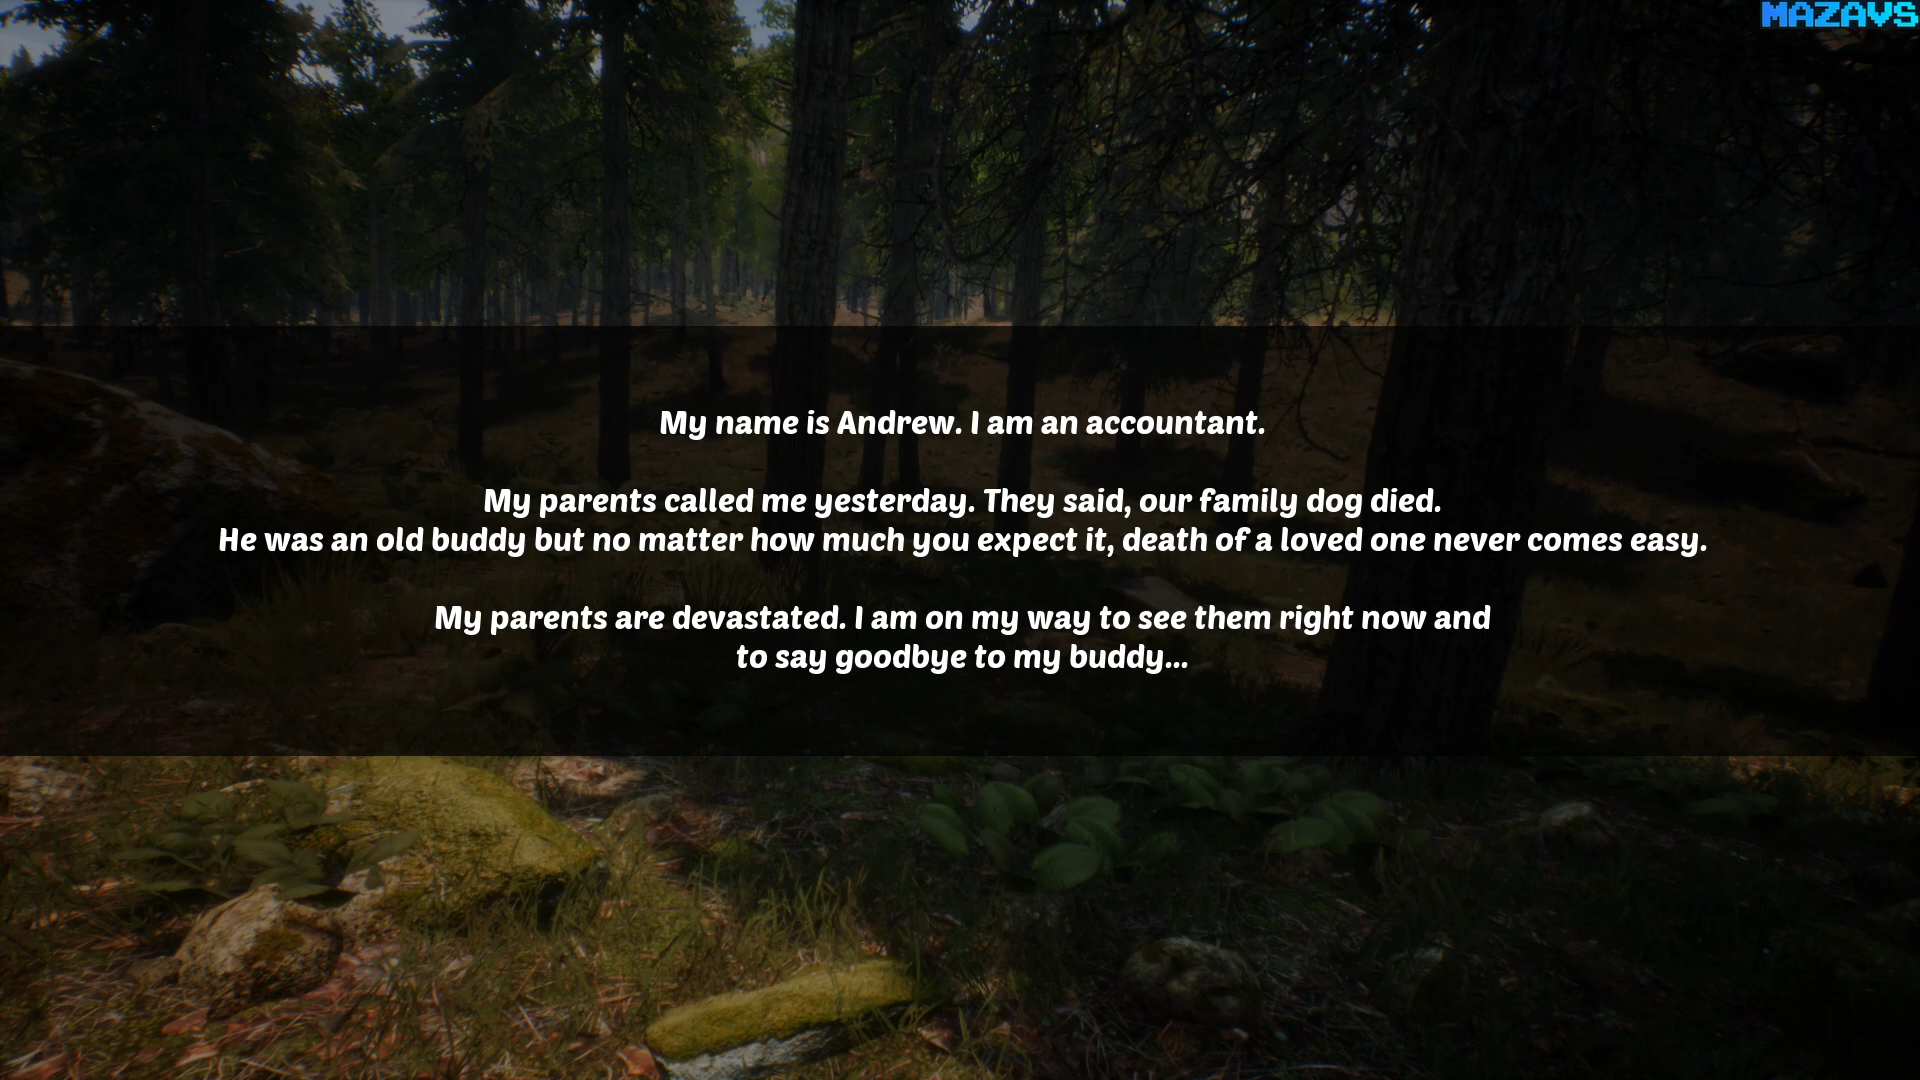 MAZAVS
My name is Andrew. I am an accountant.
My parents called me yesterday. They said, our family dog died.
He was an old buddy but no matter how much you expect it, death of a loved one never comes easy.
My parents are devastated. I am on my way to see them right now and
to say goodbye to my buddy...